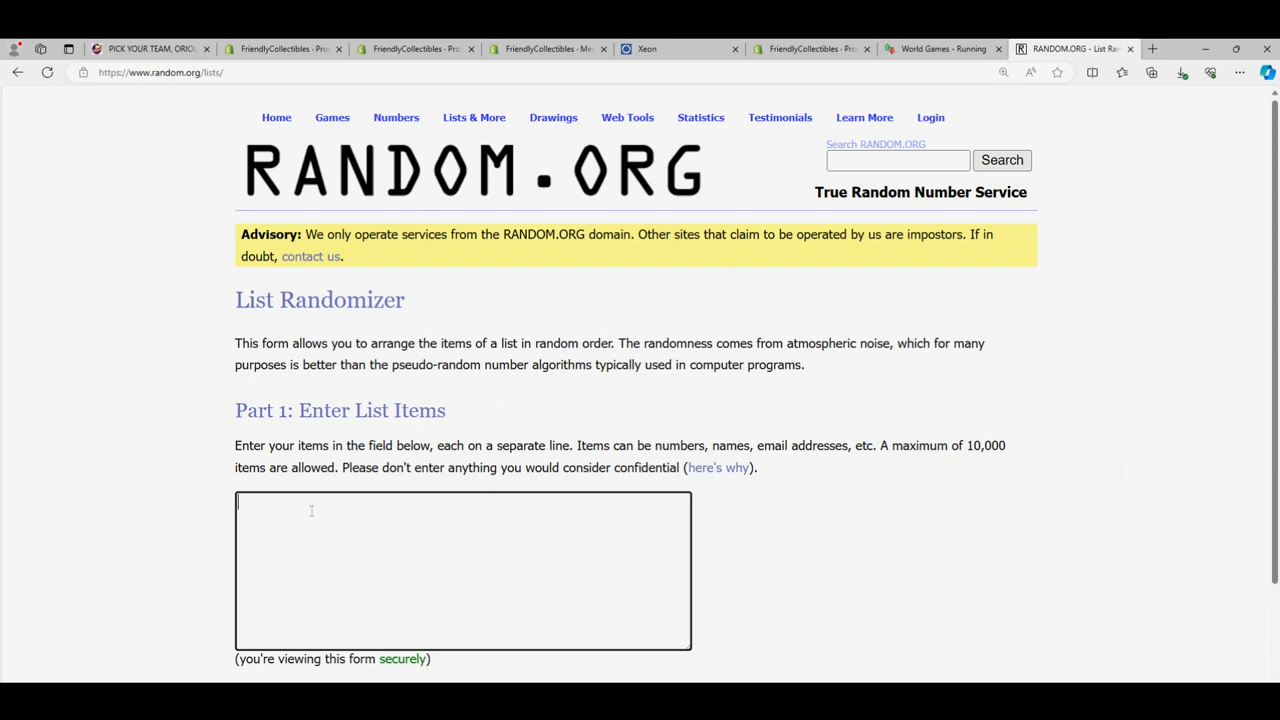 PICK YOUR TEAM, ORIOL
FriendlyCollectibles - Pro
FriendlyCollectibles - Pro
FriendlyCollectibles - Me
Xeon
FriendlyCollectibles - Pro
World Games - Running
RANDOM.ORG - List Ran
https://www.random.org/lists/
Home Games Numbers Lists & More Drawings Web Tools Statistics Testimonials Learn More Login
RANDOM.ORG
Search RANDOM.ORG
Search
True Random Number Service
Advisory: We only operate services from the RANDOM.ORG domain. Other sites that claim to be operated by us are impostors. If in
doubt, contact us.
List Randomizer
This form allows you to arrange the items of a list in random order. The randomness comes from atmospheric noise, which for many
purposes is better than the pseudo-random number algorithms typically used in computer programs.
Part 1: Enter List Items
Enter your items in the field below, each on a separate line. Items can be numbers, names, email addresses, etc. A maximum of 10,000
items are allowed. Please don't enter anything you would consider confidential (here's why).
(you're viewing this form securely)